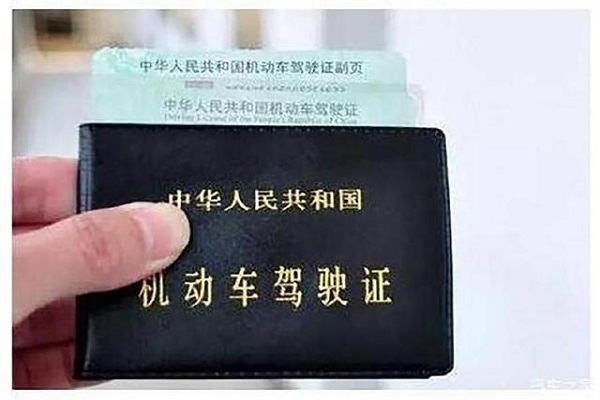 中华人民共和国机动车驾驶证副页
中华人民共和国机动车驾驶证
Driving License of the People's Republic of China
中华人民共和国
机动车驾驶证